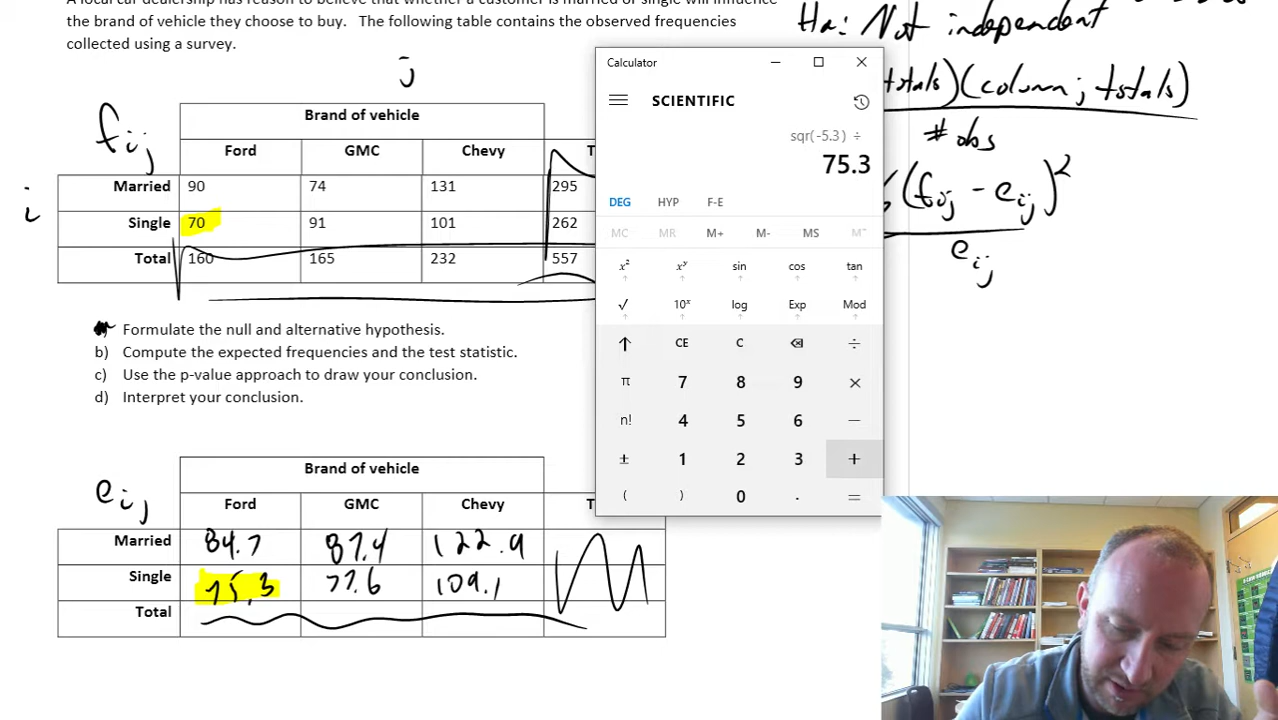 A local car dealership has reason to believe that whether a customer is married or single will influence
the brand of vehicle they choose to buy. The following table contains the observed frequencies
collected using a survey.
Ha: Not independent
totals)(column j totals)
# obs
(fij - eij)²
eij
j
fij
i
Brand of vehicle
Ford GMC Chevy T
Married 90 74 131 295
Single 70 91 101 262
Total 160 165 232 557
Formulate the null and alternative hypothesis.
b) Compute the expected frequencies and the test statistic.
c) Use the p-value approach to draw your conclusion.
d) Interpret your conclusion.
eij
Brand of vehicle
Ford GMC Chevy T
Married 84.7 87.4 122.9
Single 75.3 77.6 109.1
Total
Calculator
SCIENTIFIC
sqr(-5.3) ÷
75.3
DEG HYP F-E
MC MR M+ M- MS M˅
x² xʸ sin cos tan
√ 10ˣ log Exp Mod
↑ CE C ⌫ ÷
π 7 8 9 ×
n! 4 5 6 −
± 1 2 3 +
( ) 0 . =